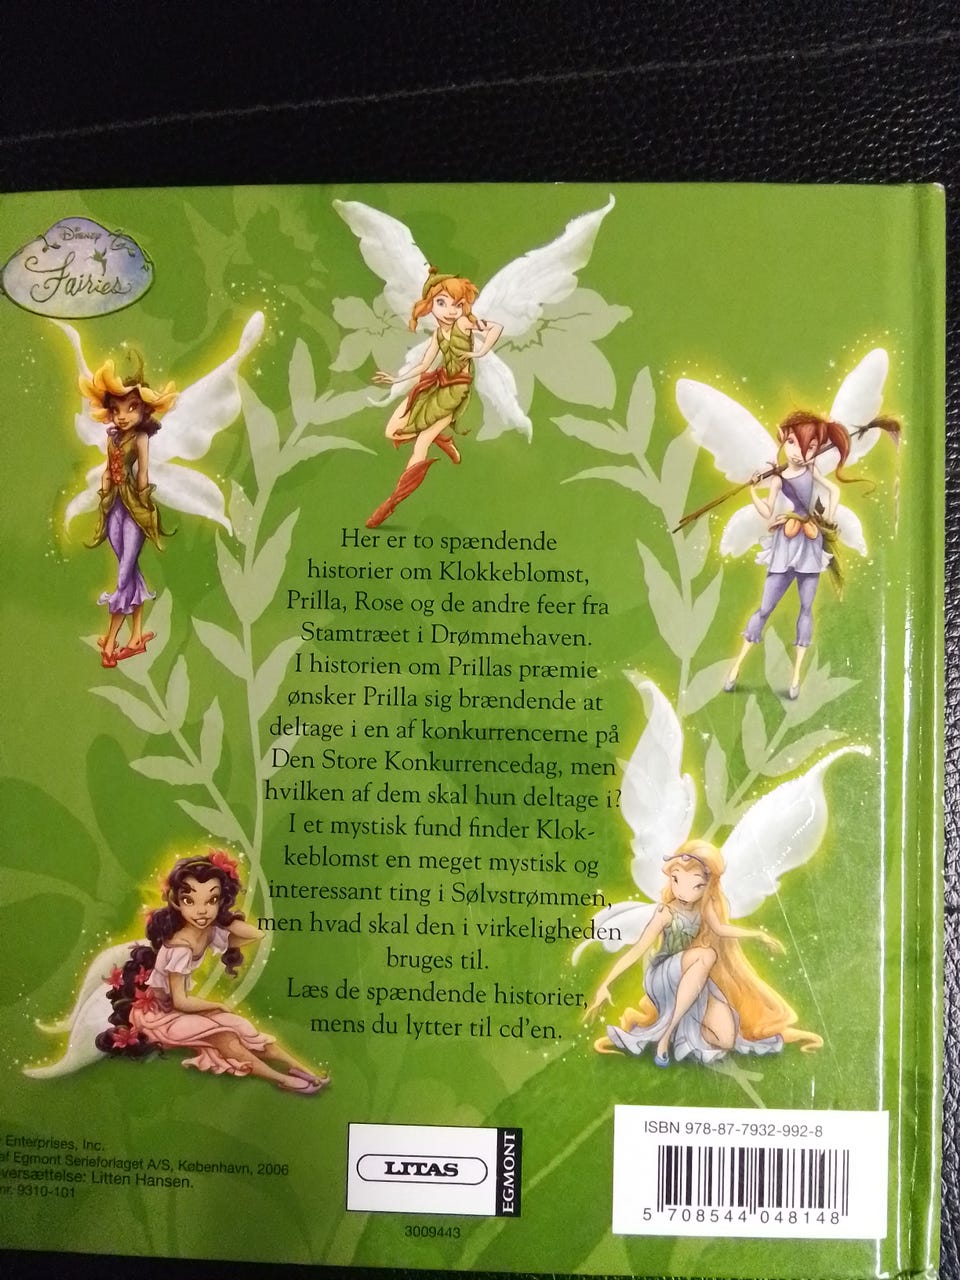 Disney
Fairies
Her er to spændende
historier om Klokkeblomst,
Prilla, Rose og de andre feer fra
Stamtræet i Drømmehaven.
I historien om Prillas præmie
ønsker Prilla sig brændende at
deltage i en af konkurrencerne på
Den Store Konkurrencedag, men
hvilken af dem skal hun deltage i?
I et mystisk fund finder Klok-
keblomst en meget mystisk og
interessant ting i Sølvstrømmen,
men hvad skal den i virkeligheden
bruges til.
Læs de spændende historier,
mens du lytter til cd'en.
Enterprises, Inc.
af Egmont Serieforlaget A/S, København, 2006
versættelse: Litten Hansen.
nr. 9310-101
LITAS
EGMONT
3009443
ISBN 978-87-7932-992-8
5 708544 048148